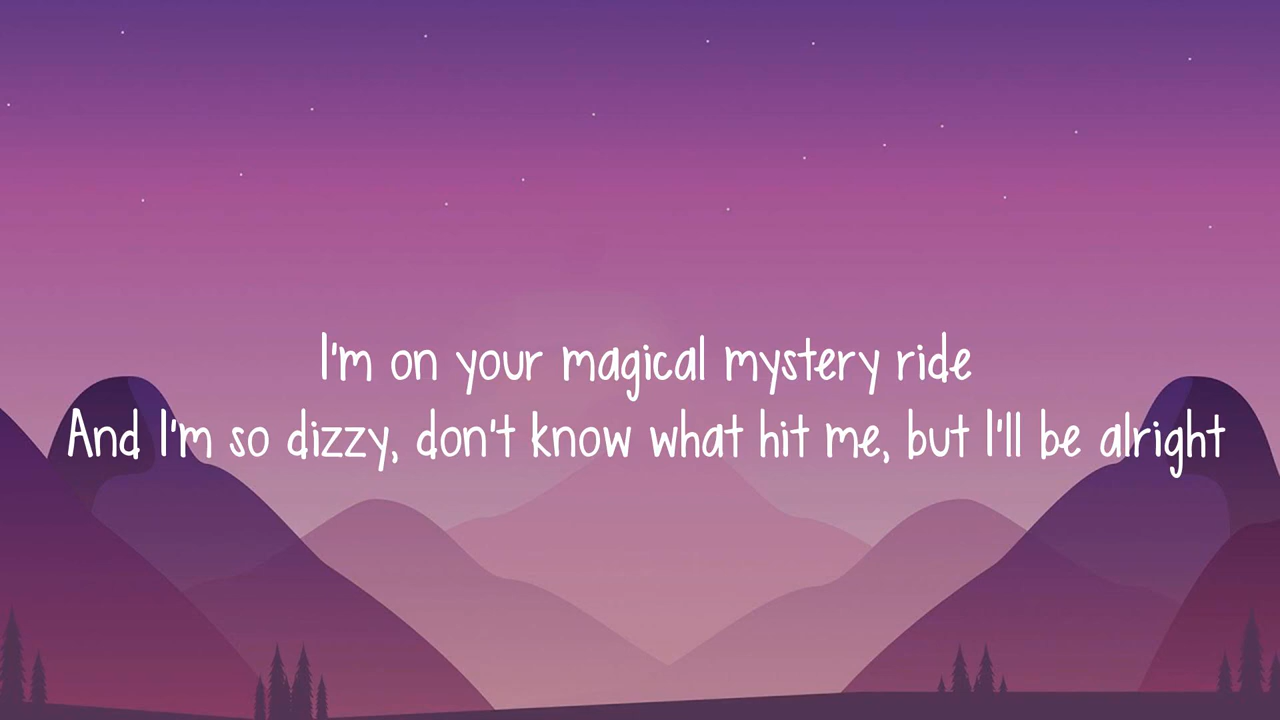 I'm on your magical mystery ride
And I'm so dizzy, don't know what hit me, but I'll be alright